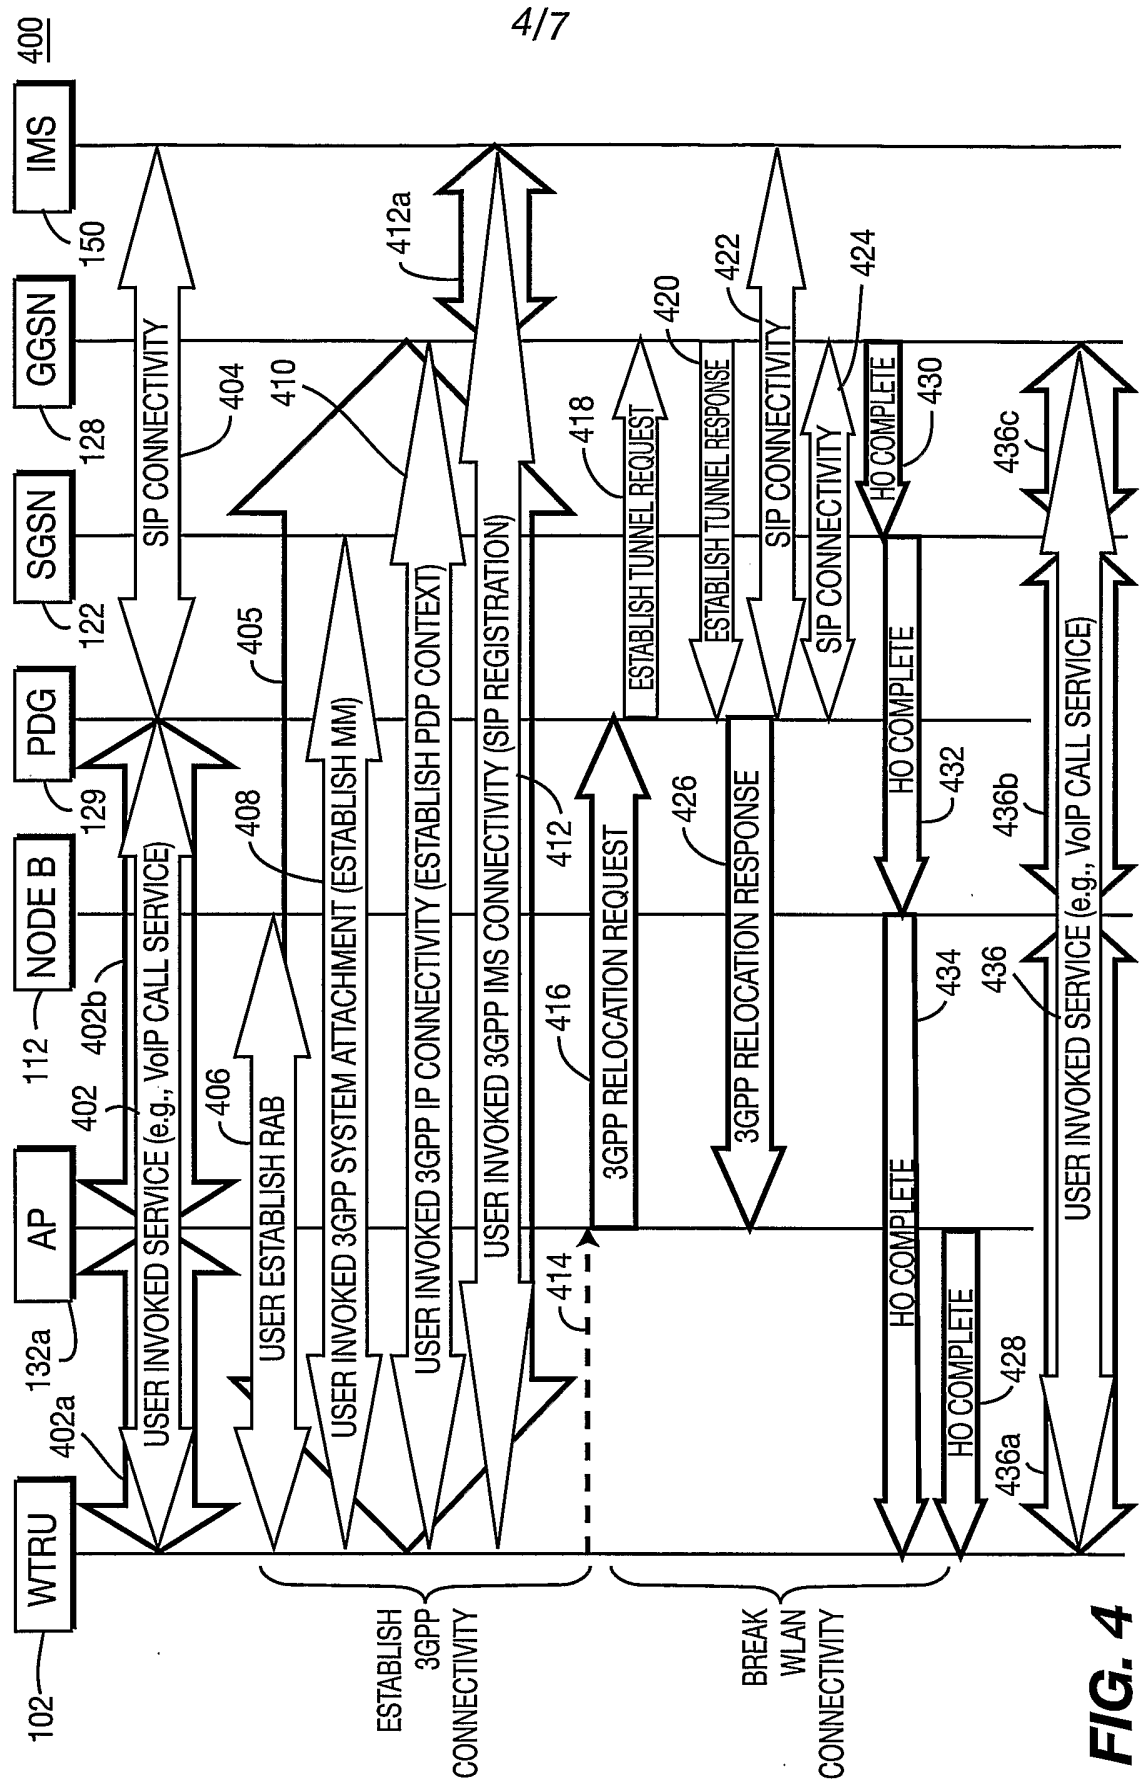 4/7
400
WTRU
AP
NODE B
PDG
SGSN
GGSN
IMS
102
132a
112
129
122
128
150
402a
402
402b
USER INVOKED SERVICE (e.g., VoIP CALL SERVICE)
SIP CONNECTIVITY
404
405
USER ESTABLISH RAB
406
USER INVOKED 3GPP SYSTEM ATTACHMENT (ESTABLISH MM)
408
USER INVOKED 3GPP IP CONNECTIVITY (ESTABLISH PDP CONTEXT)
410
USER INVOKED 3GPP IMS CONNECTIVITY (SIP REGISTRATION)
412
412a
ESTABLISH
3GPP
CONNECTIVITY
414
3GPP RELOCATION REQUEST
416
ESTABLISH TUNNEL REQUEST
418
ESTABLISH TUNNEL RESPONSE
420
3GPP RELOCATION RESPONSE
426
SIP CONNECTIVITY
422
SIP CONNECTIVITY
424
HO COMPLETE
430
HO COMPLETE
432
HO COMPLETE
434
HO COMPLETE
428
BREAK
WLAN
CONNECTIVITY
436a
436
436b
436c
USER INVOKED SERVICE (e.g., VoIP CALL SERVICE)
FIG. 4